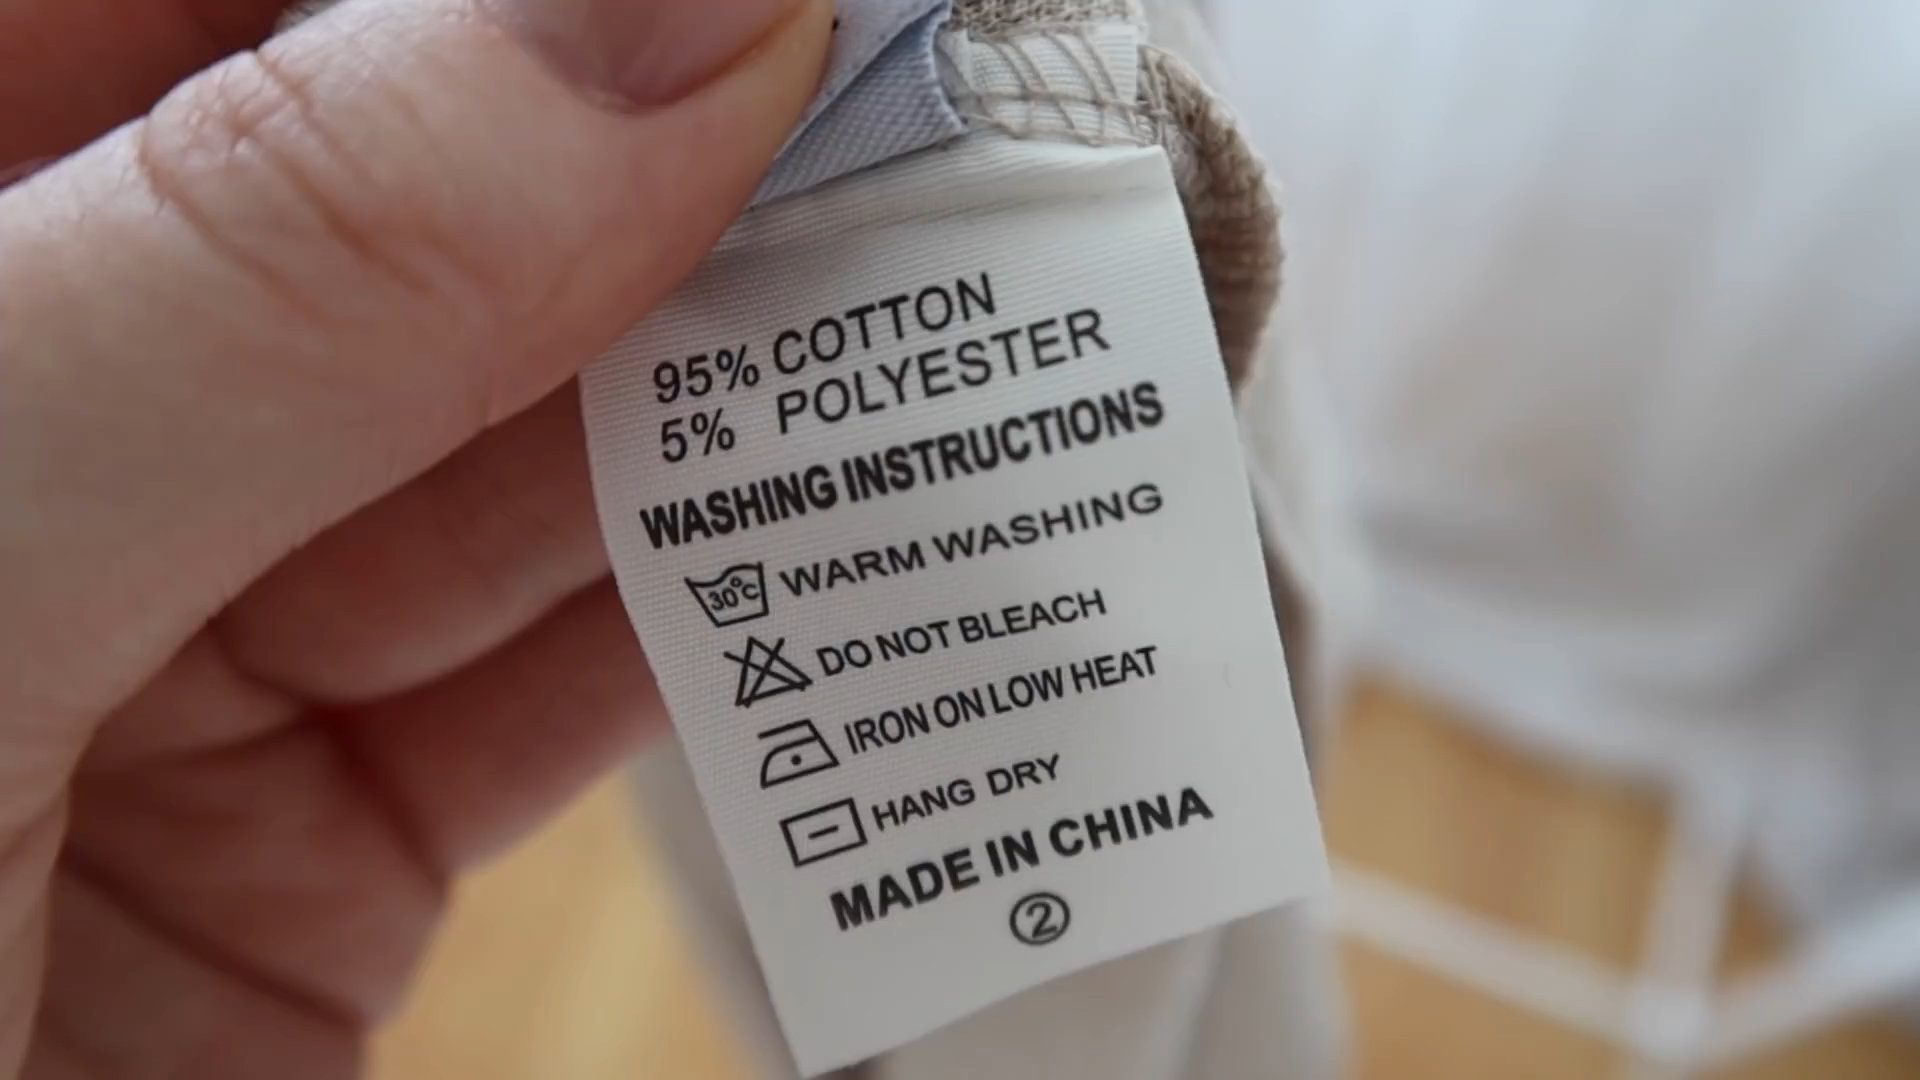 95% COTTON
5% POLYESTER
WASHING INSTRUCTIONS
30°C WARM WASHING
DO NOT BLEACH
IRON ON LOW HEAT
HANG DRY
MADE IN CHINA
②